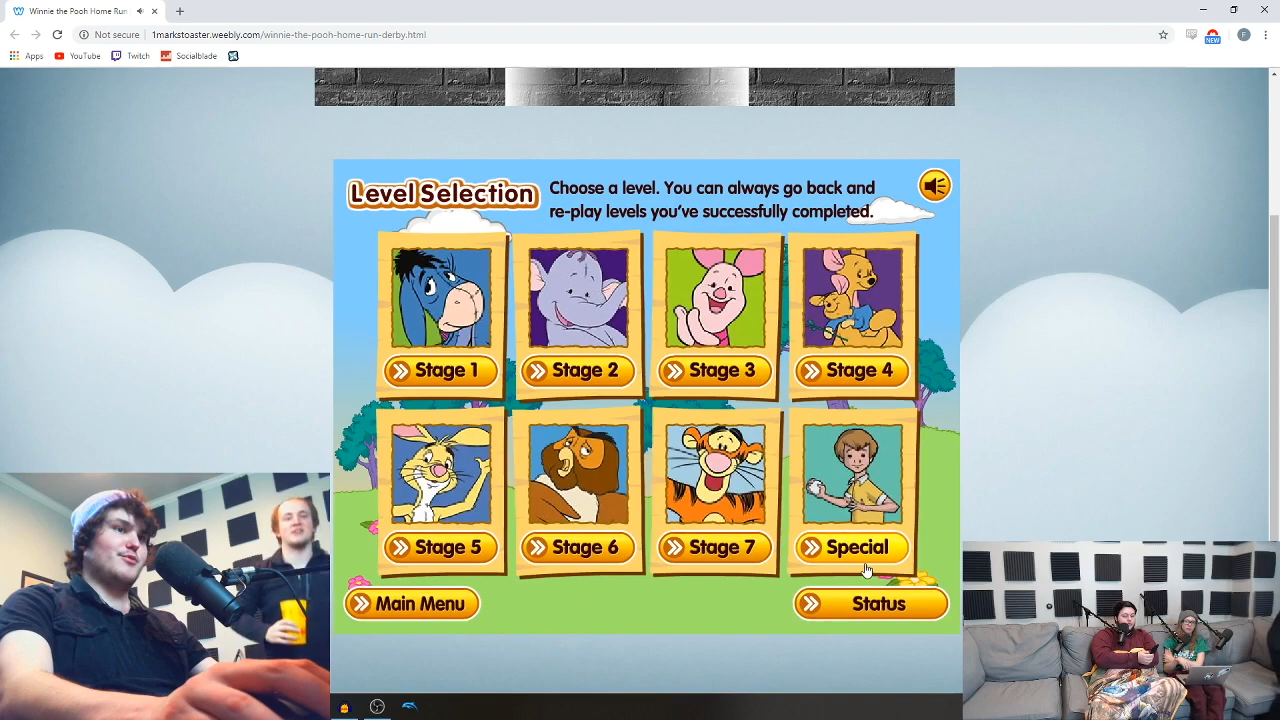 Winnie the Pooh Home Run
Not secure
1markstoaster.weebly.com/winnie-the-pooh-home-run-derby.html
NEW
F
Apps
YouTube
Twitch
Socialblade
Level Selection
Choose a level. You can always go back and
re-play levels you've successfully completed.
Stage 1
Stage 2
Stage 3
Stage 4
Stage 5
Stage 6
Stage 7
Special
Main Menu
Status